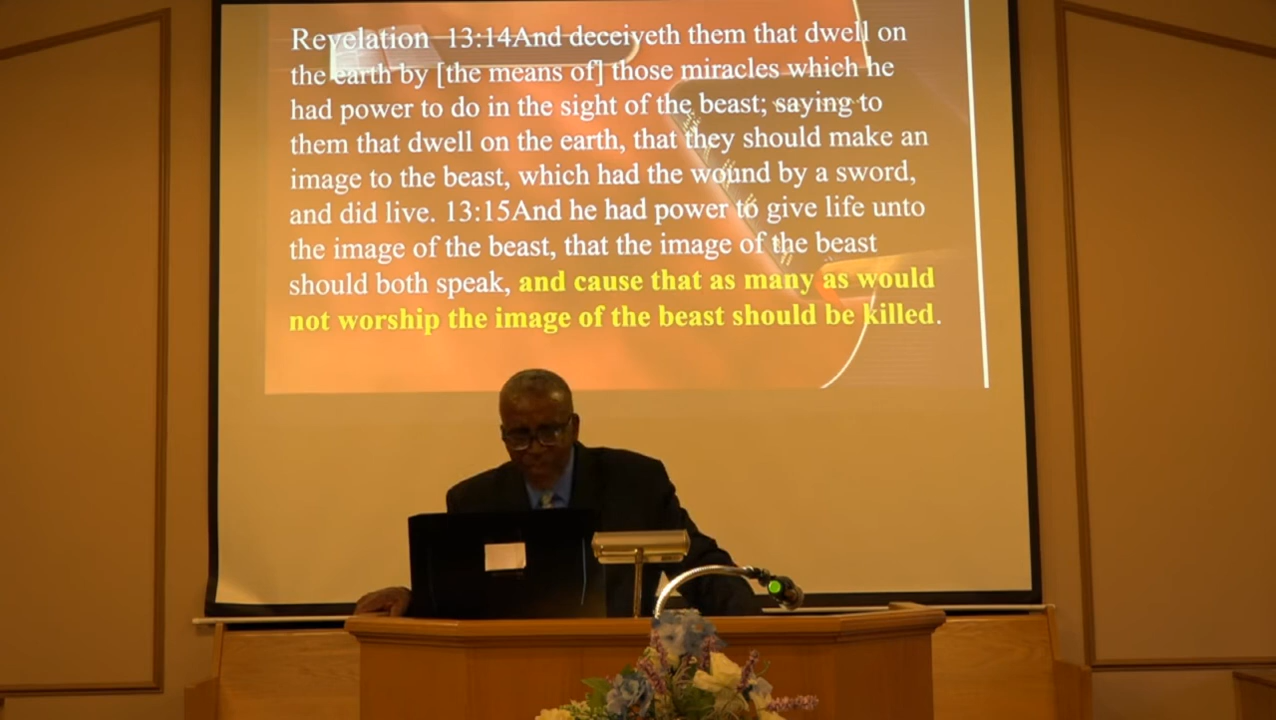 Revelation 13:14And deceiveth them that dwell on
the earth by [the means of] those miracles which he
had power to do in the sight of the beast; saying to
them that dwell on the earth, that they should make an
image to the beast, which had the wound by a sword,
and did live. 13:15And he had power to give life unto
the image of the beast, that the image of the beast
should both speak, and cause that as many as would
not worship the image of the beast should be killed.